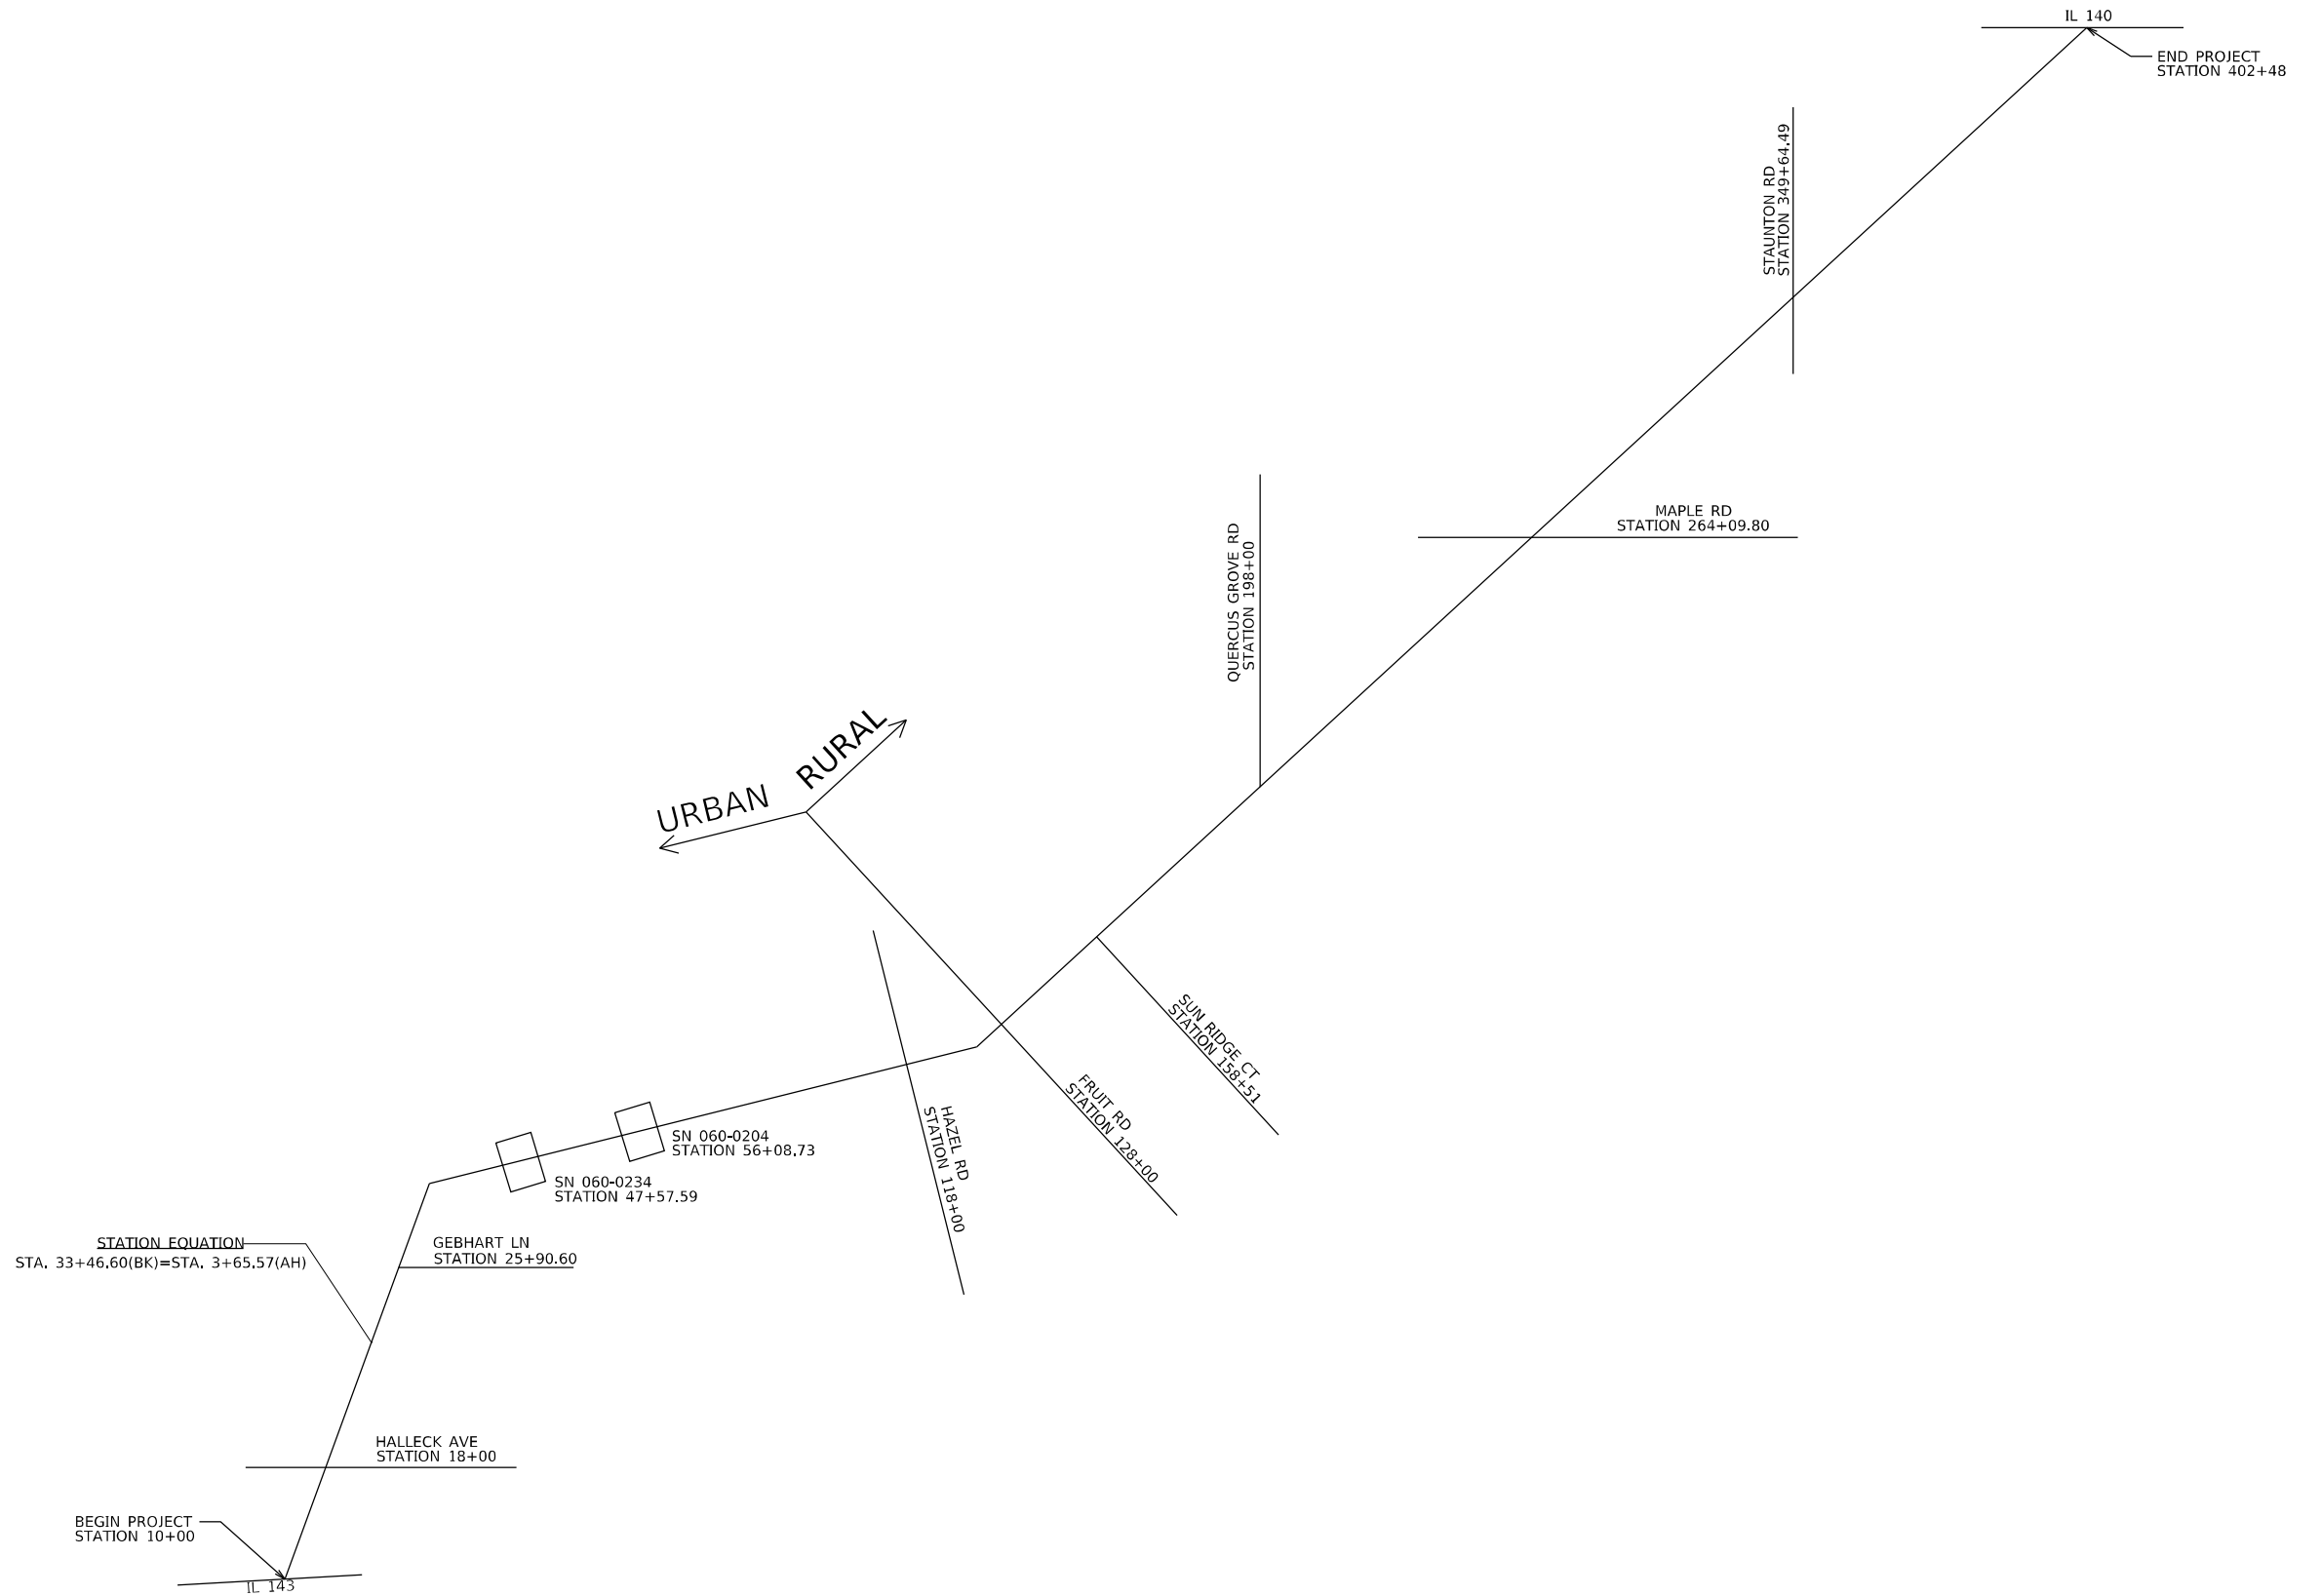 IL 140
END PROJECT
STATION 402+48
STAUNTON RD
STATION 349+64.49
MAPLE RD
STATION 264+09.80
QUERCUS GROVE RD
STATION 198+00
RURAL
URBAN
SUN RIDGE CT
STATION 158+51
FRUIT RD
STATION 128+00
HAZEL RD
STATION 118+00
SN 060-0204
STATION 56+08.73
SN 060-0234
STATION 47+57.59
STATION EQUATION
STA. 33+46.60(BK)=STA. 3+65.57(AH)
GEBHART LN
STATION 25+90.60
HALLECK AVE
STATION 18+00
BEGIN PROJECT
STATION 10+00
IL 143